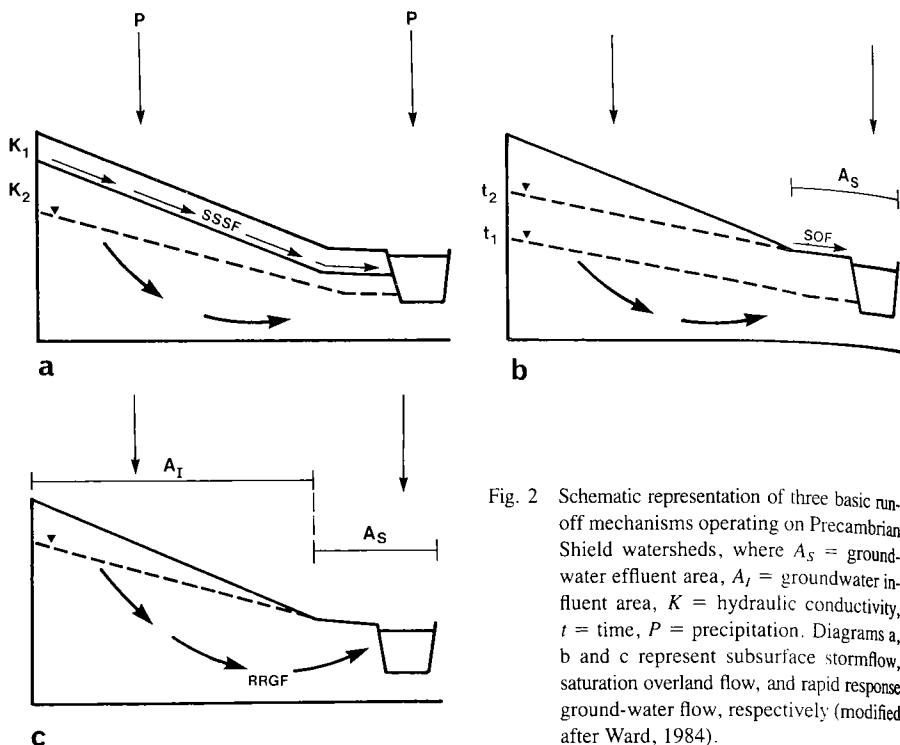 P
P
K1
K2
SSSF
a
t2
t1
AS
SOF
b
AI
AS
RRGF
c
Fig. 2 Schematic representation of three basic run-
off mechanisms operating on Precambrian
Shield watersheds, where AS = ground-
water effluent area, AI = groundwater in-
fluent area, K = hydraulic conductivity,
t = time, P = precipitation. Diagrams a,
b and c represent subsurface stormflow,
saturation overland flow, and rapid response
ground-water flow, respectively (modified
after Ward, 1984).